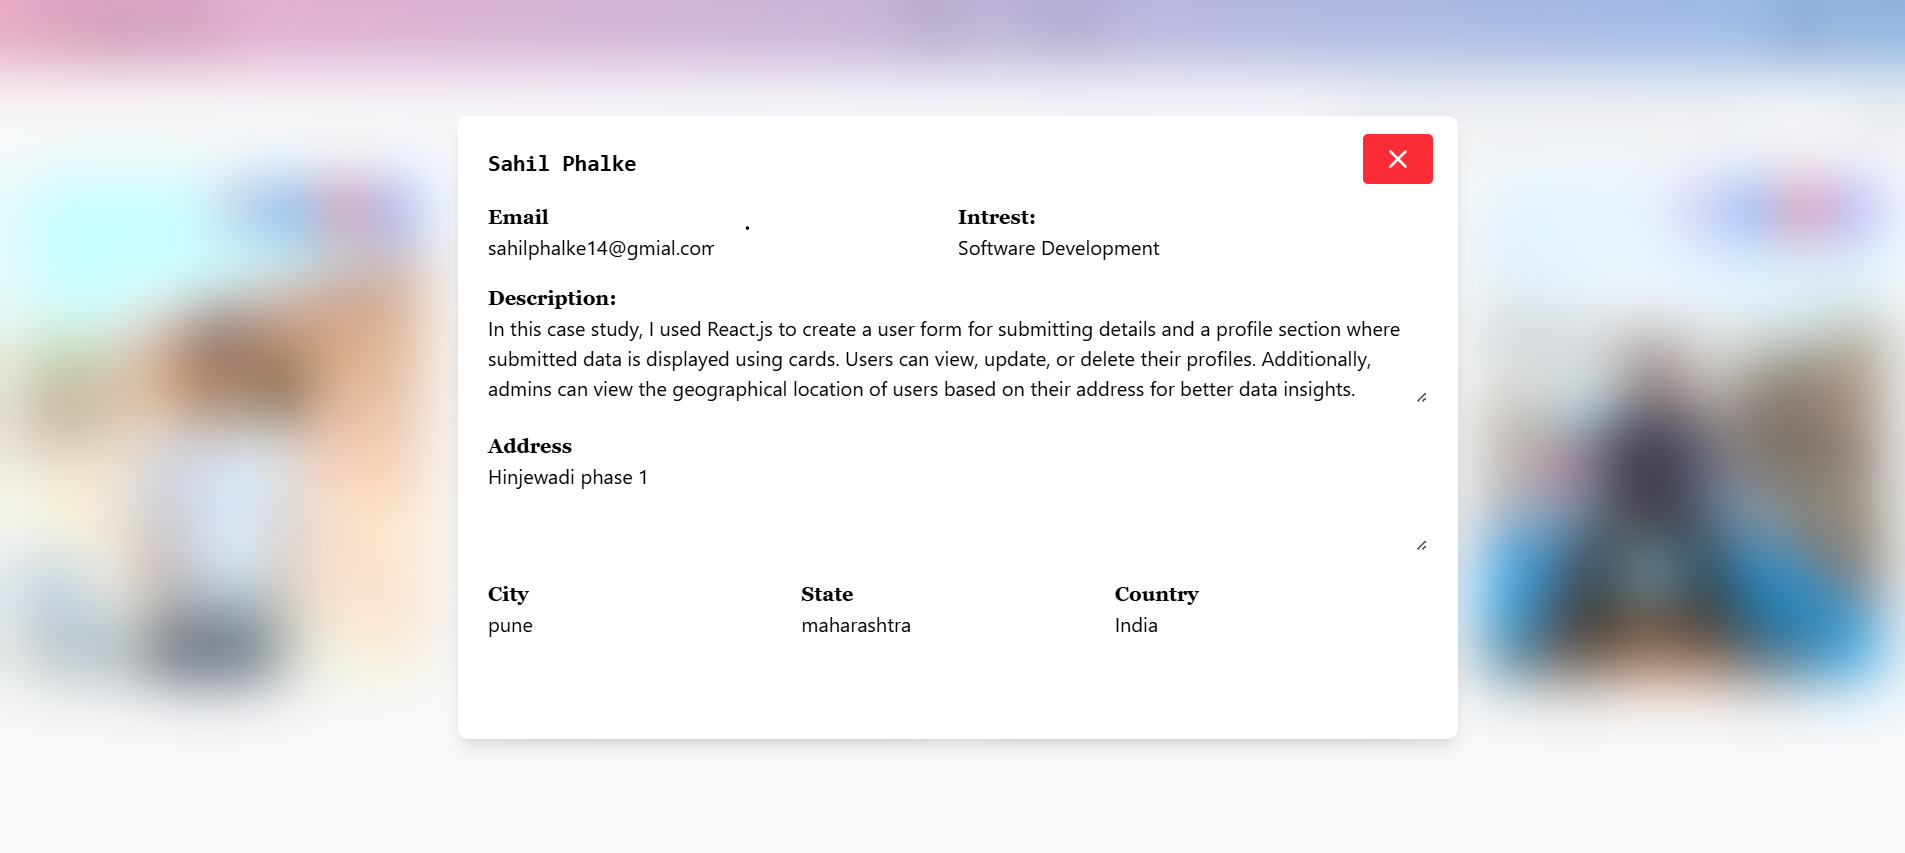 Sahil Phalke
Email
Intrest:
sahilphalke14@gmial.com
Software Development
Description:
In this case study, I used React.js to create a user form for submitting details and a profile section where
submitted data is displayed using cards. Users can view, update, or delete their profiles. Additionally,
admins can view the geographical location of users based on their address for better data insights.
Address
Hinjewadi phase 1
City
State
Country
pune
maharashtra
India